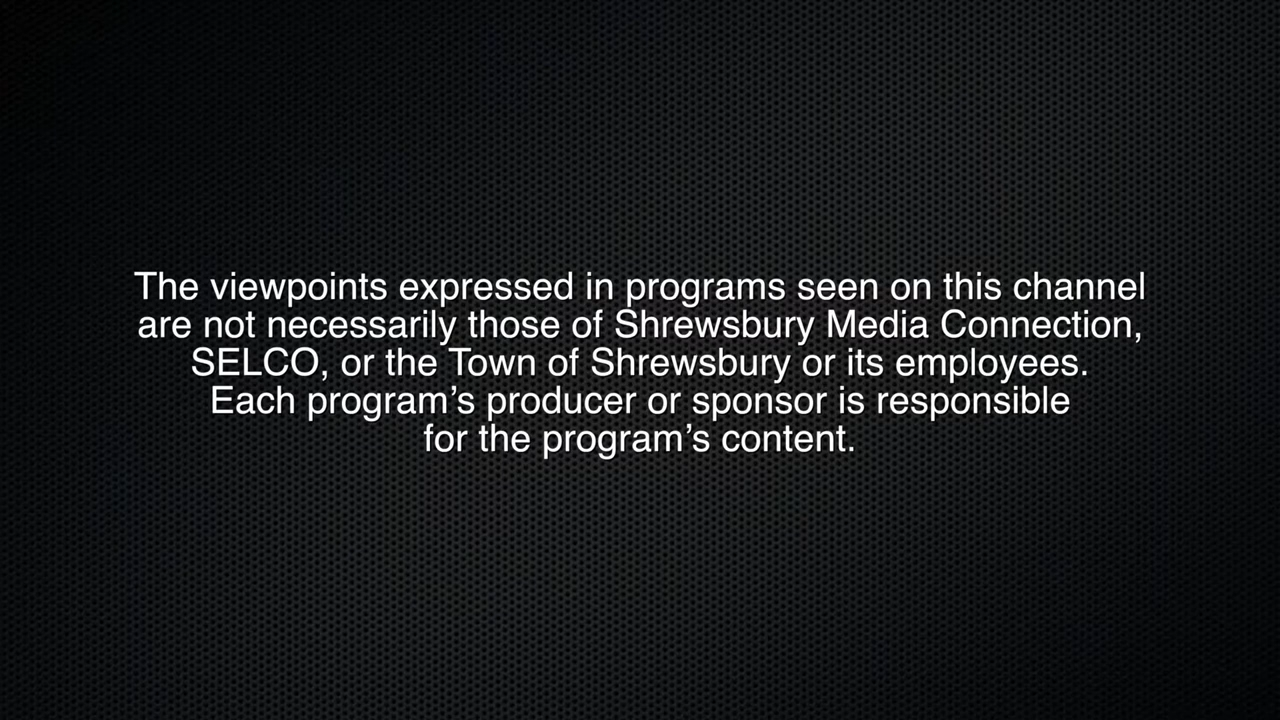 The viewpoints expressed in programs seen on this channel
are not necessarily those of Shrewsbury Media Connection,
SELCO, or the Town of Shrewsbury or its employees.
Each program’s producer or sponsor is responsible
for the program’s content.